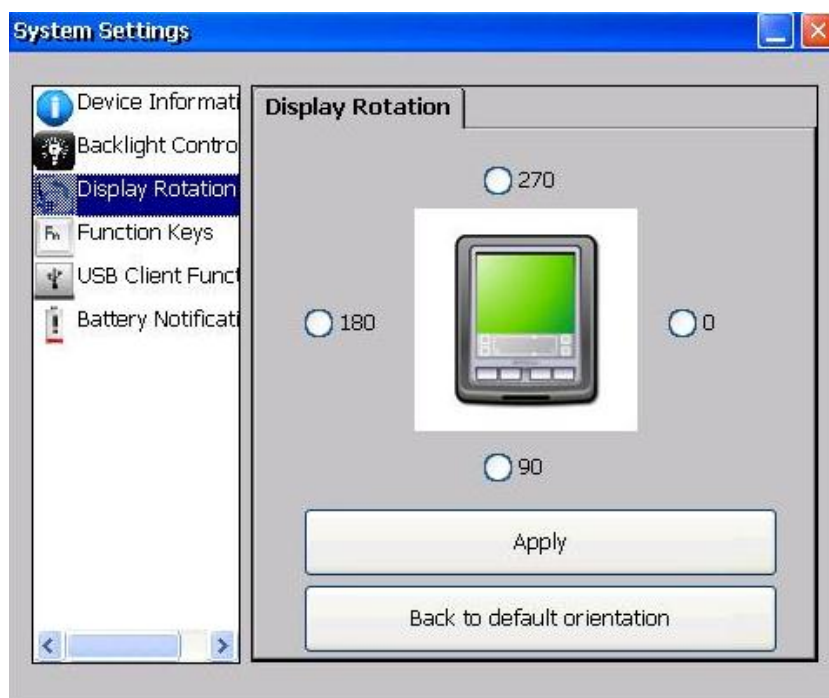 System Settings
Device Informati
Backlight Contro
Display Rotation
Function Keys
USB Client Funct
Battery Notificati
Display Rotation
270
180
0
90
Apply
Back to default orientation